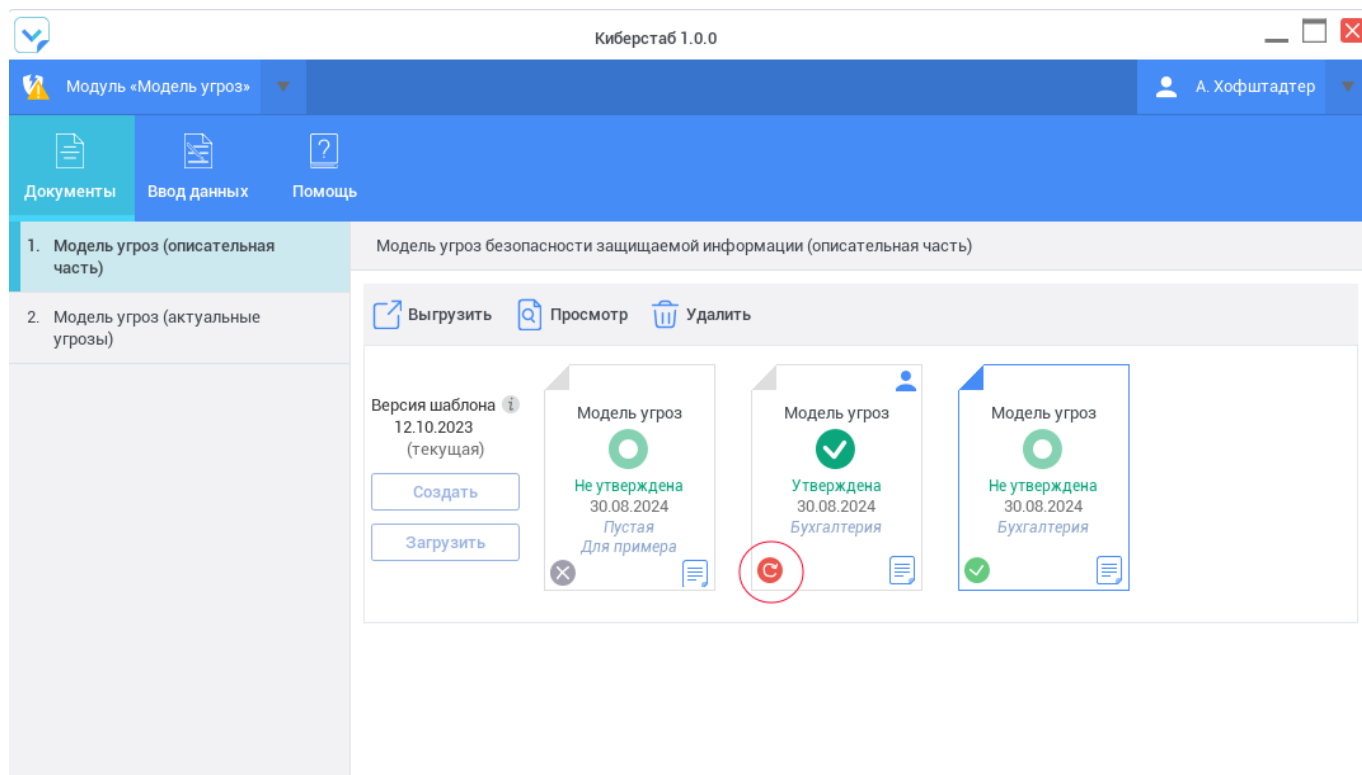 Киберстаб 1.0.0
Модуль «Модель угроз»
А. Хофштадтер
Документы
Ввод данных
Помощь
1. Модель угроз (описательная
часть)
2. Модель угроз (актуальные
угрозы)
Модель угроз безопасности защищаемой информации (описательная часть)
Выгрузить
Просмотр
Удалить
Версия шаблона i
12.10.2023
(текущая)
Создать
Загрузить
Модель угроз
Не утверждена
30.08.2024
Пустая
Для примера
Модель угроз
Утверждена
30.08.2024
Бухгалтерия
Модель угроз
Не утверждена
30.08.2024
Бухгалтерия